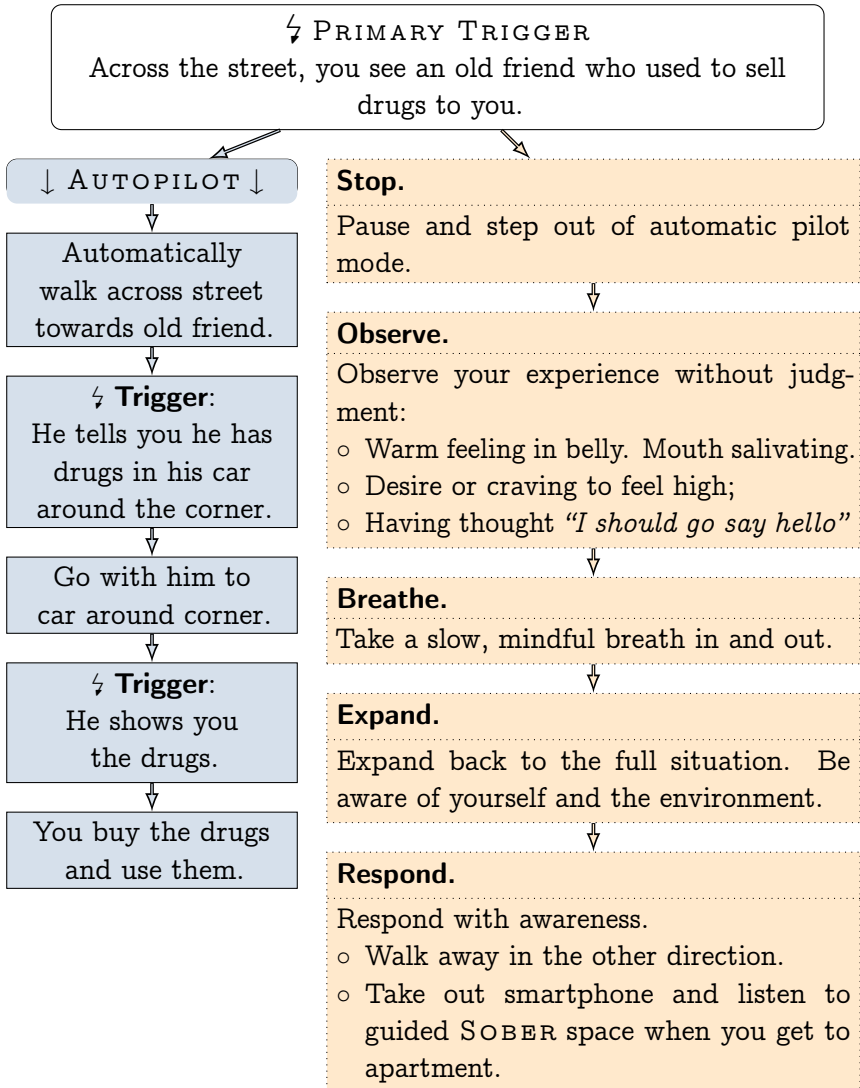 ↯ PRIMARY TRIGGER
Across the street, you see an old friend who used to sell
drugs to you.
↓ AUTOPILOT ↓
Automatically
walk across street
towards old friend.
↯ Trigger:
He tells you he has
drugs in his car
around the corner.
Go with him to
car around corner.
↯ Trigger:
He shows you
the drugs.
You buy the drugs
and use them.
Stop.
Pause and step out of automatic pilot
mode.
Observe.
Observe your experience without judg-
ment:
◦ Warm feeling in belly. Mouth salivating.
◦ Desire or craving to feel high;
◦ Having thought “I should go say hello”
Breathe.
Take a slow, mindful breath in and out.
Expand.
Expand back to the full situation. Be
aware of yourself and the environment.
Respond.
Respond with awareness.
◦ Walk away in the other direction.
◦ Take out smartphone and listen to
guided SOBER space when you get to
apartment.